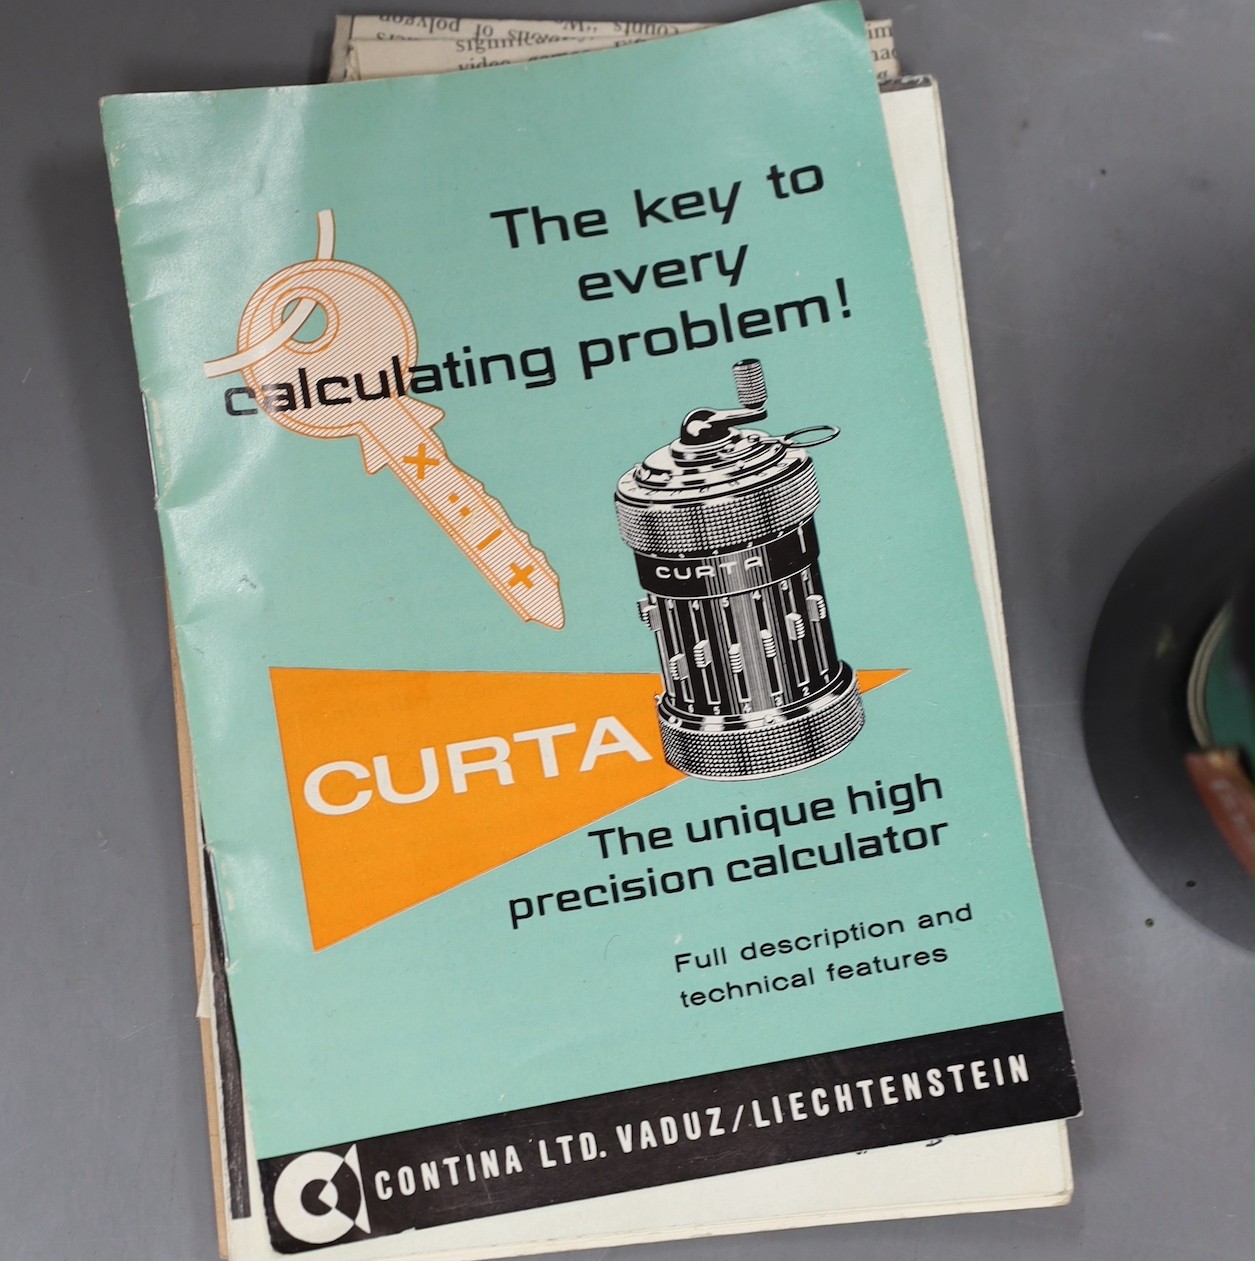 The key to
every
calculating problem!
CURTA
CURTA
The unique high
precision calculator
Full description and
technical features
CONTINA LTD. VADUZ/LIECHTENSTEIN